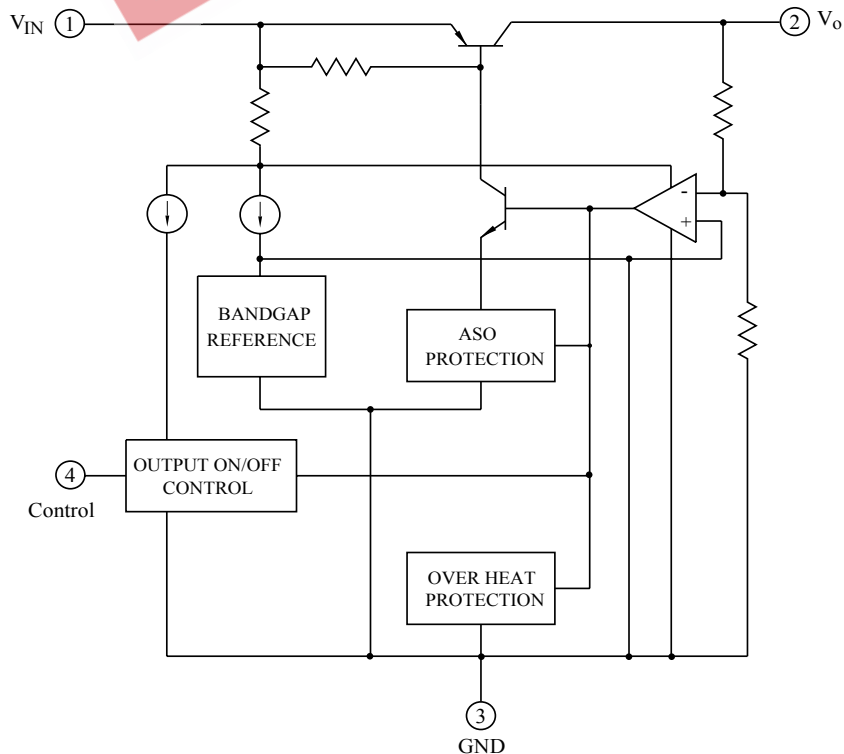 VIN 1
2 Vo
-
+
BANDGAP
REFERENCE
ASO
PROTECTION
4
Control
OUTPUT ON/OFF
CONTROL
OVER HEAT
PROTECTION
3
GND